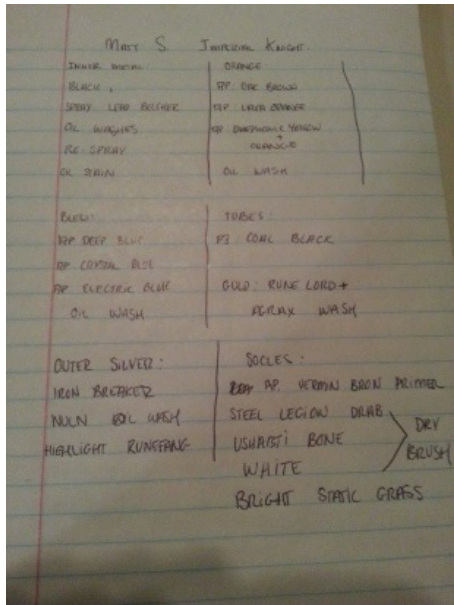 MATT S. IMPERIAL KNIGHT.
INNER METAL
BLACK.
SPRAY LEAD BELCHER
OIL WASHES
RE. SPRAY
OIL STAIN
ORANGE:
AP. OAK BROWN
AP. LAVA ORANGE
AP. DAEMONIC YELLOW
+
ORANGE
OIL WASH
BLEU:
AP DEEP BLUE
AP. CRYSTAL BLUE
AP. ELECTRIC BLUE
OIL WASH
TUBES:
P3 COAL BLACK
GOLD: RUNE LORD +
AGRAX WASH
OUTER SILVER:
IRON BREAKER
NULN OIL WASH
HIGHLIGHT RUNEFANG
SOCLES:
AP. VERMIN BRON PRIMER
STEEL LEGION DRAB
USHABTI BONE
WHITE
DRY
BRUSH
BRIGHT STATIC GRASS